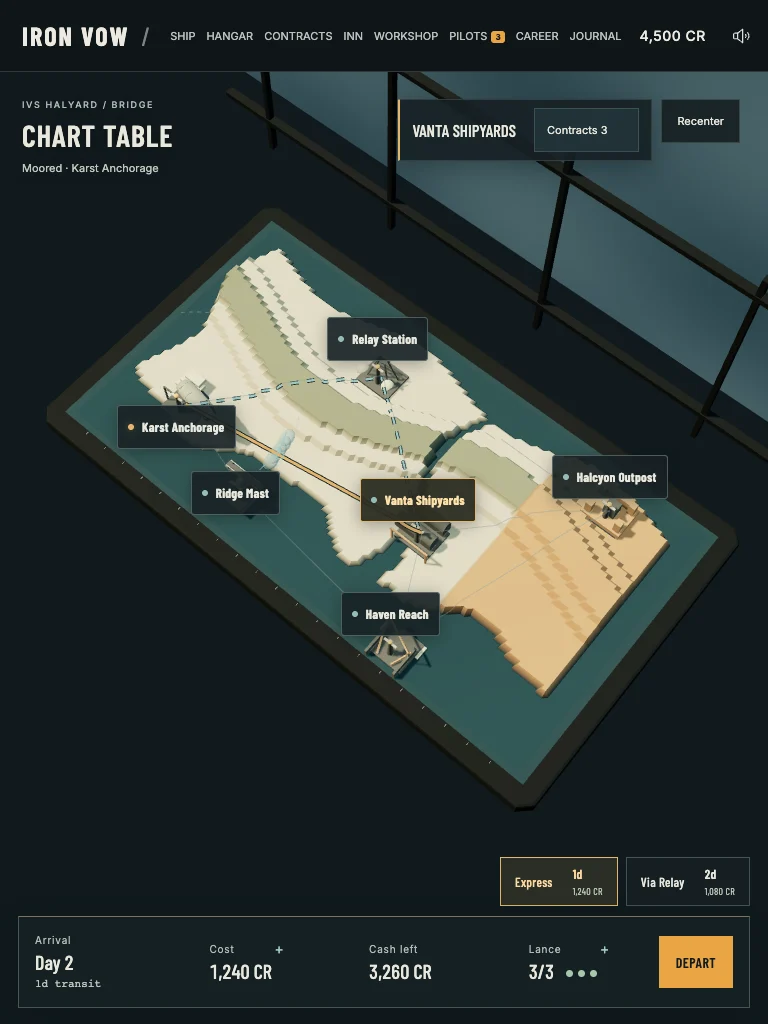 IRON VOW / SHIP HANGAR CONTRACTS INN WORKSHOP PILOTS 3 CAREER JOURNAL 4,500 CR
IVS HALYARD / BRIDGE
CHART TABLE
Moored · Karst Anchorage
VANTA SHIPYARDS
Contracts 3
Recenter
Relay Station
Karst Anchorage
Halcyon Outpost
Ridge Mast
Vanta Shipyards
Haven Reach
Express
1d
1,240 CR
Via Relay
2d
1,080 CR
Arrival
Day 2
1d transit
Cost +
1,240 CR
Cash left
3,260 CR
Lance +
3/3
DEPART